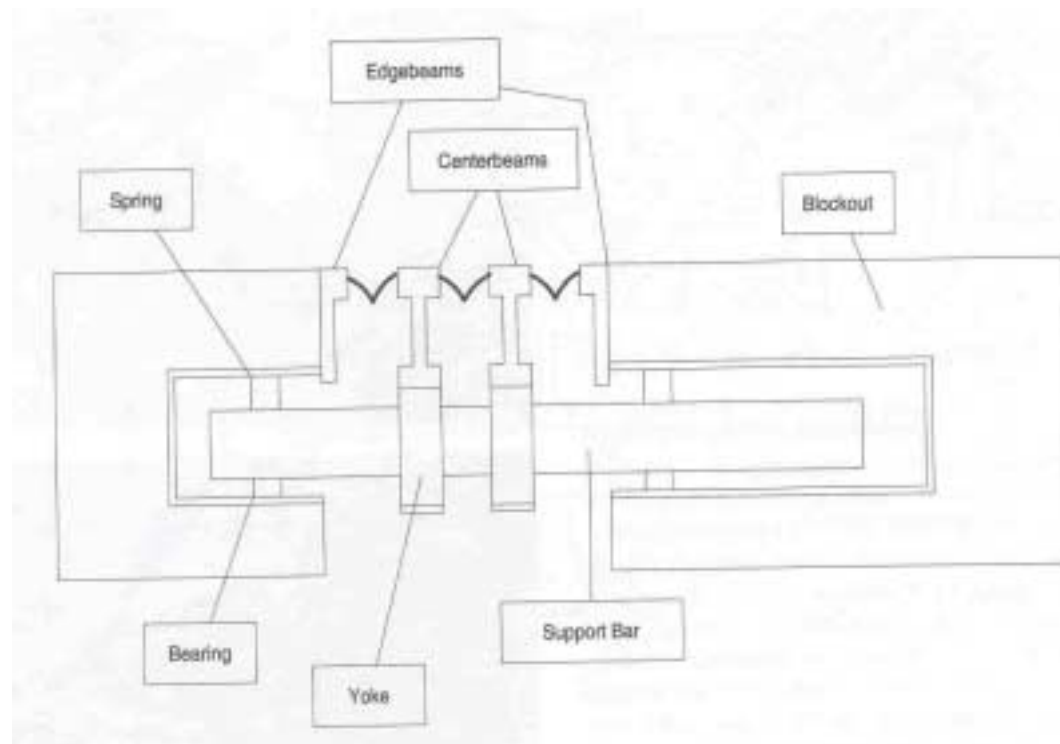 Edgebeams
Centerbeams
Spring
Blockout
Bearing
Support Bar
Yoke